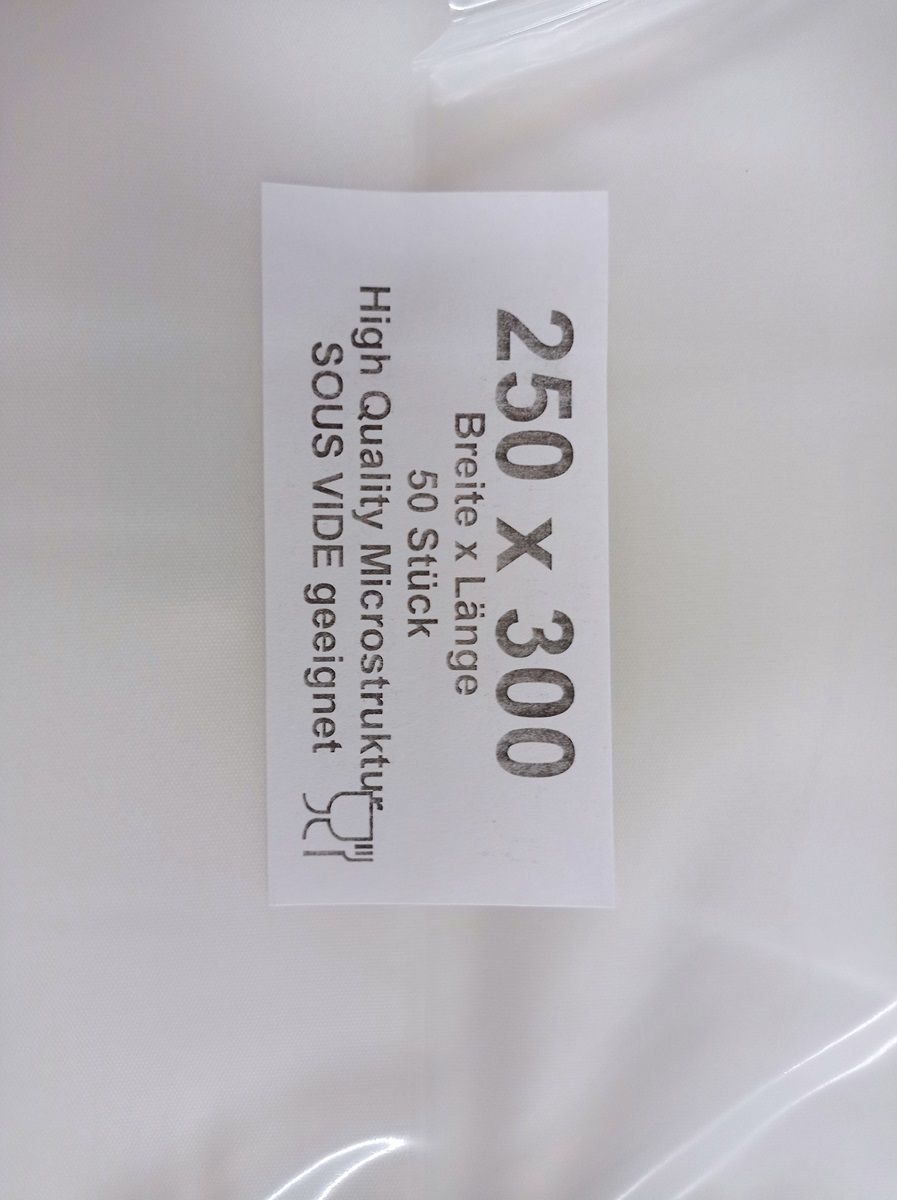 250 x 300
Breite x Länge
50 Stück
High Quality Microstruktur
SOUS VIDE geeignet